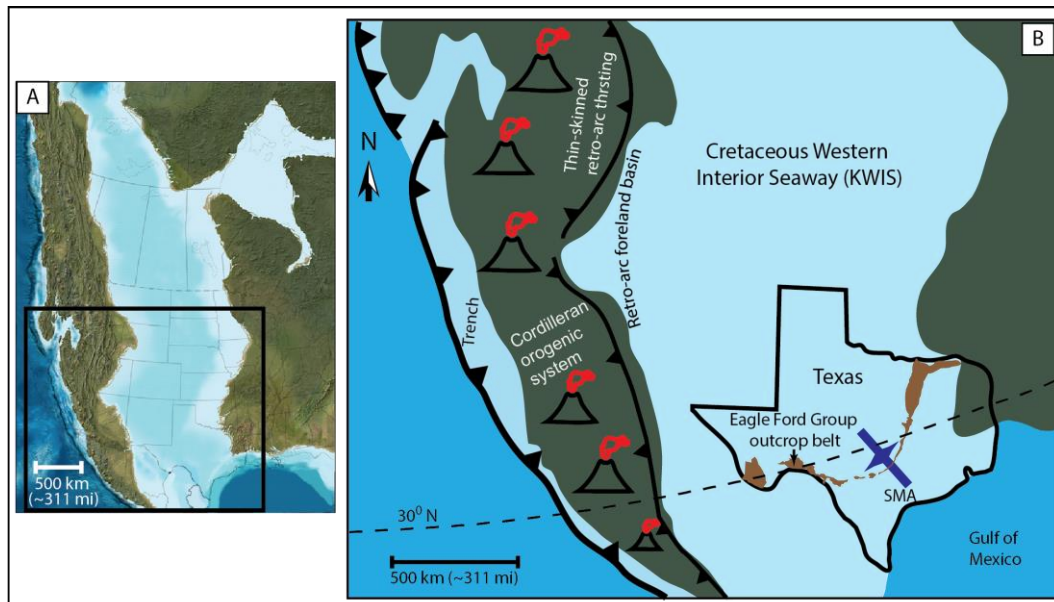 A
500 km
(~311 mi)
B
N
Thin-skinned
retro-arc thrsting
Cretaceous Western
Interior Seaway (KWIS)
Retro-arc foreland basin
Trench
Cordilleran
orogenic
system
Texas
Eagle Ford Group
outcrop belt
SMA
30⁰ N
Gulf of
Mexico
500 km (~311 mi)